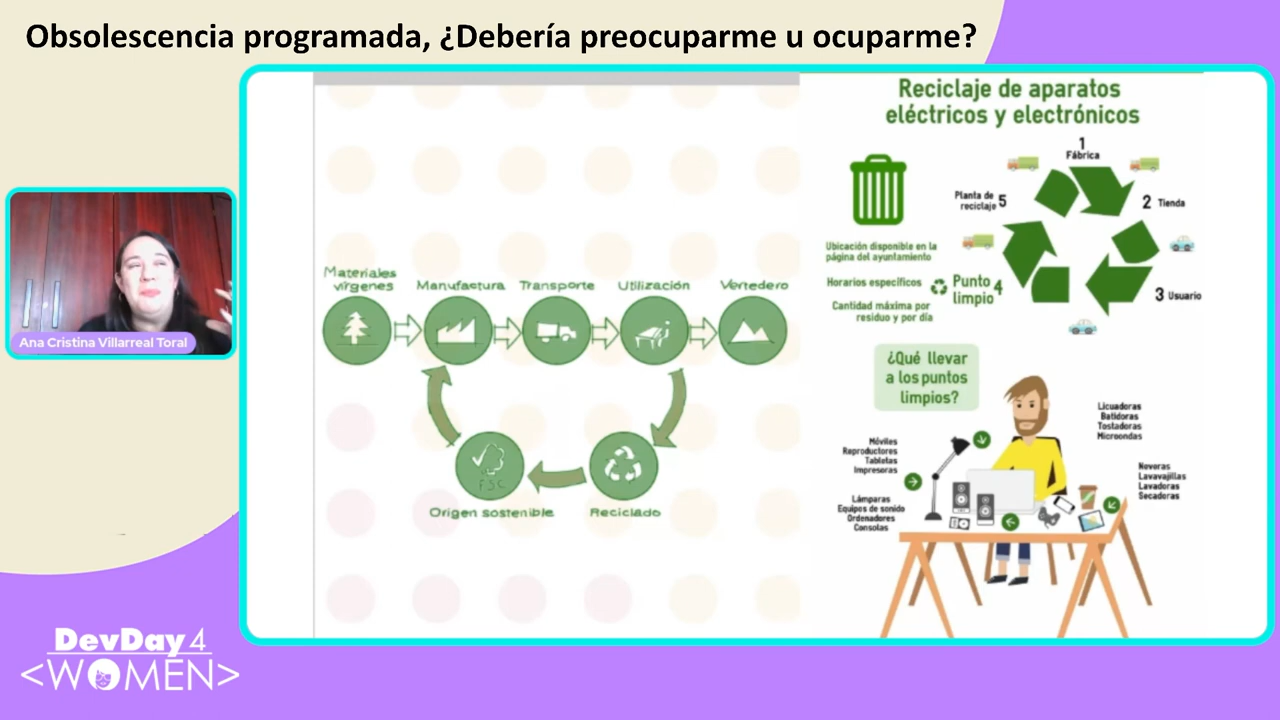 Obsolescencia programada, ¿Debería preocuparme u ocuparme?
Ana Cristina Villarreal Toral
DevDay4
<WOMEN>
Materiales
vírgenes
Manufactura
Transporte
Utilización
Vertedero
FSC
Origen sostenible
Reciclado
Reciclaje de aparatos
eléctricos y electrónicos
1
Fábrica
2 Tienda
3 Usuario
Punto
limpio 4
Planta de
reciclaje 5
Ubicación disponible en la
página del ayuntamiento
Horarios específicos
Cantidad máxima por
residuo y por día
¿Qué llevar
a los puntos
limpios?
Móviles
Reproductores
Tabletas
Impresoras
Lámparas
Equipos de sonido
Ordenadores
Consolas
Licuadoras
Batidoras
Tostadoras
Microondas
Neveras
Lavavajillas
Lavadoras
Secadoras